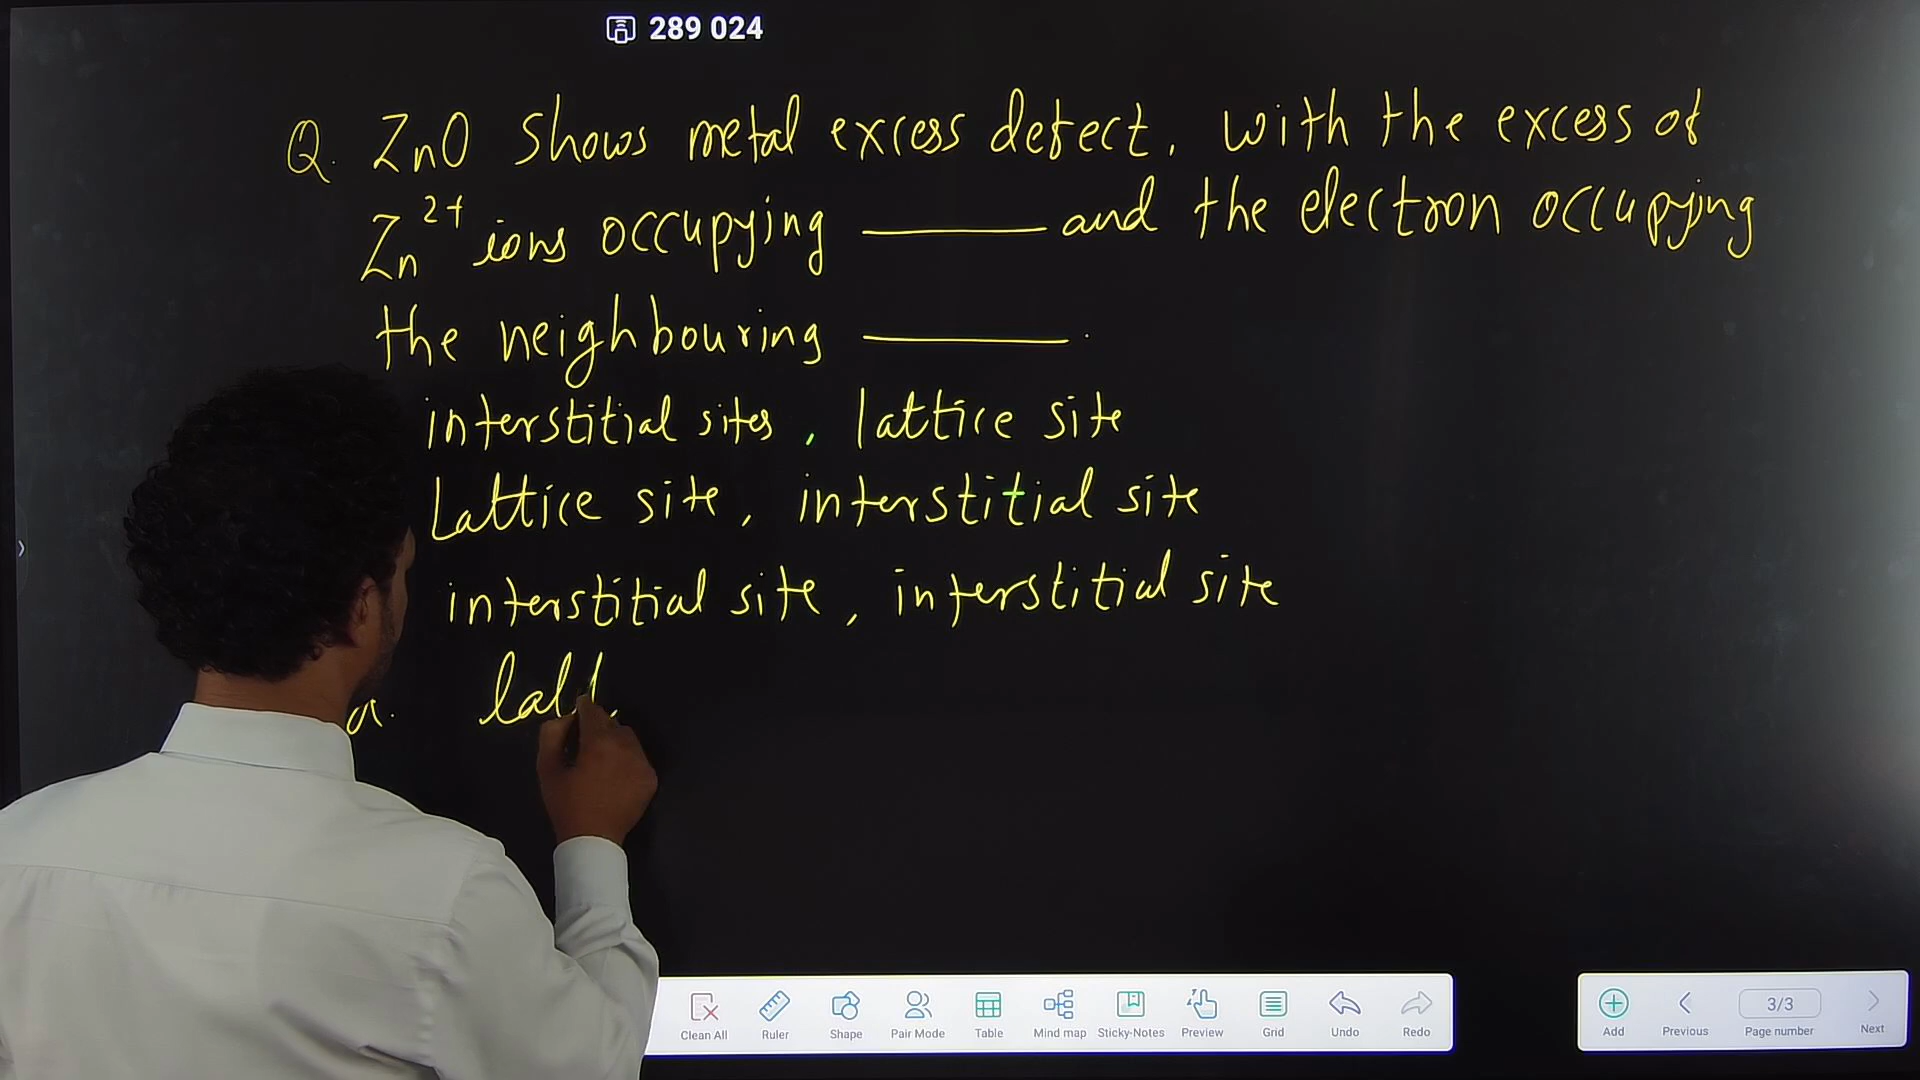 289 024
Q. ZnO Shows metal excess defect, with the excess of
Zn2+ ions occupying ______ and the electron occupying
the neighbouring ______.
interstitial sites, lattice site
Lattice site, interstitial site
interstitial site, interstitial site
Clean All Ruler Shape Pair Mode Table Mind map Sticky-Notes Preview Grid Undo Redo
Add Previous 3/3 Page number Next